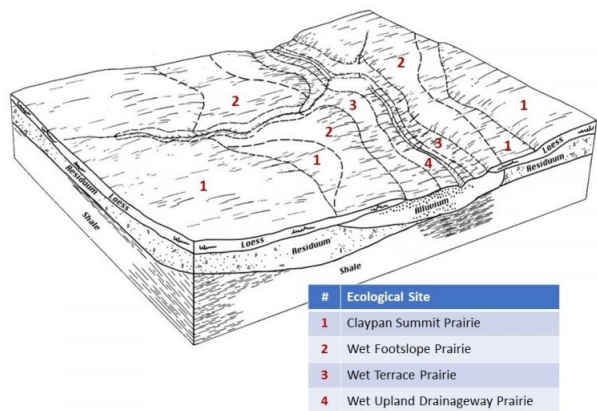 2
1
2
3
2
1
3
1
4
1
Loess
Residuum
Shale
Loess
Residuum
Shale
Alluvium
Loess
Residuum
# Ecological Site
1 Claypan Summit Prairie
2 Wet Footslope Prairie
3 Wet Terrace Prairie
4 Wet Upland Drainageway Prairie